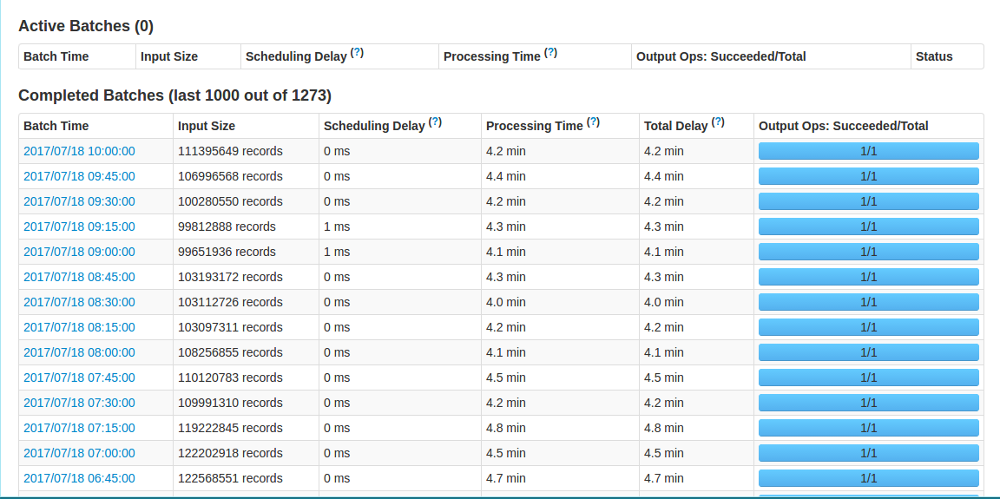 Active Batches (0)
Batch Time Input Size Scheduling Delay (?) Processing Time (?) Output Ops: Succeeded/Total Status
Completed Batches (last 1000 out of 1273)
Batch Time Input Size Scheduling Delay (?) Processing Time (?) Total Delay (?) Output Ops: Succeeded/Total
2017/07/18 10:00:00 111395649 records 0 ms 4.2 min 4.2 min 1/1
2017/07/18 09:45:00 106996568 records 0 ms 4.4 min 4.4 min 1/1
2017/07/18 09:30:00 100280550 records 0 ms 4.2 min 4.2 min 1/1
2017/07/18 09:15:00 99812888 records 1 ms 4.3 min 4.3 min 1/1
2017/07/18 09:00:00 99651936 records 1 ms 4.1 min 4.1 min 1/1
2017/07/18 08:45:00 103193172 records 0 ms 4.3 min 4.3 min 1/1
2017/07/18 08:30:00 103112726 records 0 ms 4.0 min 4.0 min 1/1
2017/07/18 08:15:00 103097311 records 0 ms 4.2 min 4.2 min 1/1
2017/07/18 08:00:00 108256855 records 0 ms 4.1 min 4.1 min 1/1
2017/07/18 07:45:00 110120783 records 0 ms 4.5 min 4.5 min 1/1
2017/07/18 07:30:00 109991310 records 0 ms 4.2 min 4.2 min 1/1
2017/07/18 07:15:00 119222845 records 0 ms 4.8 min 4.8 min 1/1
2017/07/18 07:00:00 122202918 records 0 ms 4.5 min 4.5 min 1/1
2017/07/18 06:45:00 122568551 records 0 ms 4.7 min 4.7 min 1/1